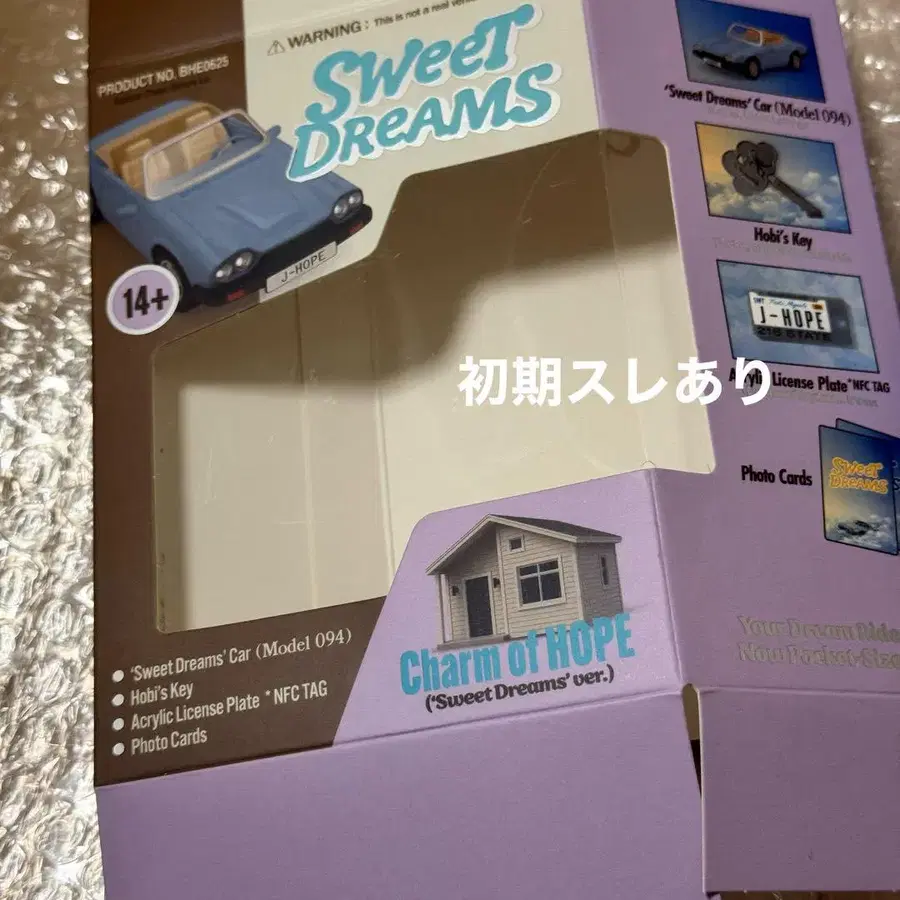 ⚠ WARNING : This is not a real
SWEET
DREAMS
PRODUCT NO. BHE0625
J-HOPE
14+
初期スレあり
'Sweet Dreams' Car (Model 094)
Hobi's Key
Acrylic License Plate * NFC TAG
Photo Cards
Charm of HOPE
('Sweet Dreams' ver.)
'Sweet Dreams' Car (Model 094)
Hobi's Key
J-HOPE
STATE
Acrylic License Plate * NFC TAG
Photo Cards
SWEET
DREAMS
Your Dream Ride
Now Pocket-Size